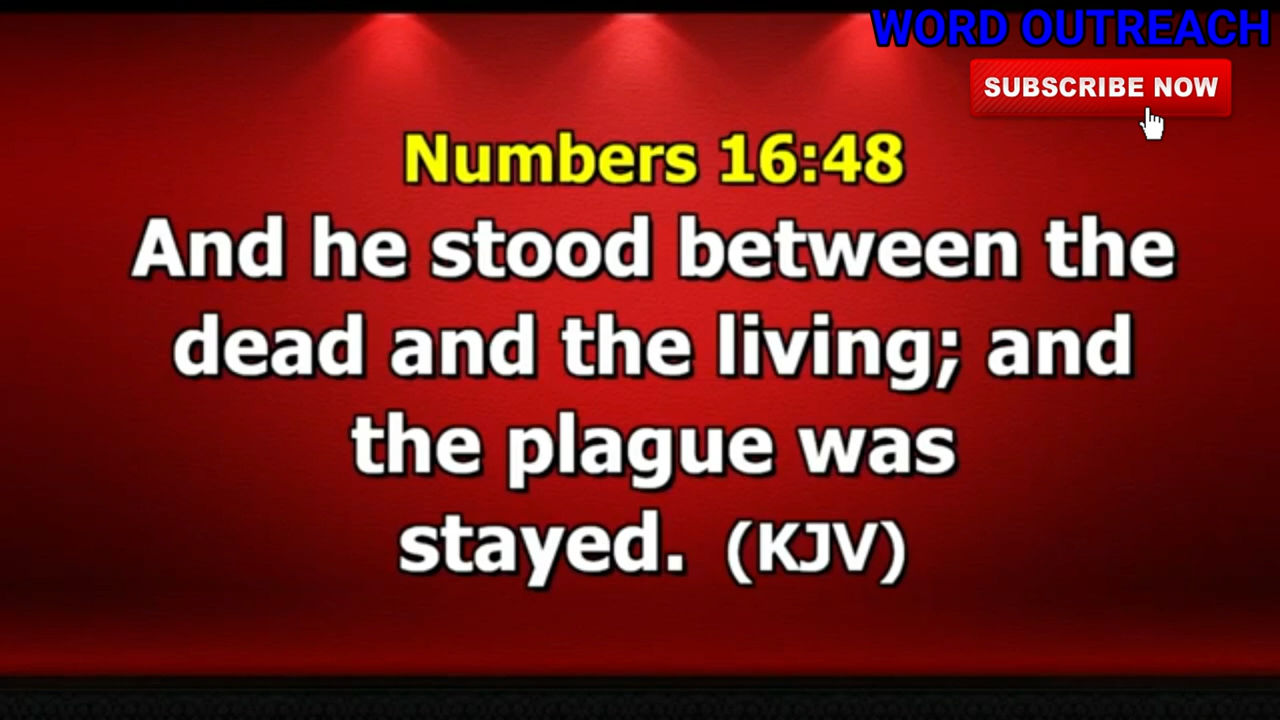 WORD OUTREACH
SUBSCRIBE NOW
Numbers 16:48
And he stood between the
dead and the living; and
the plague was
stayed. (KJV)